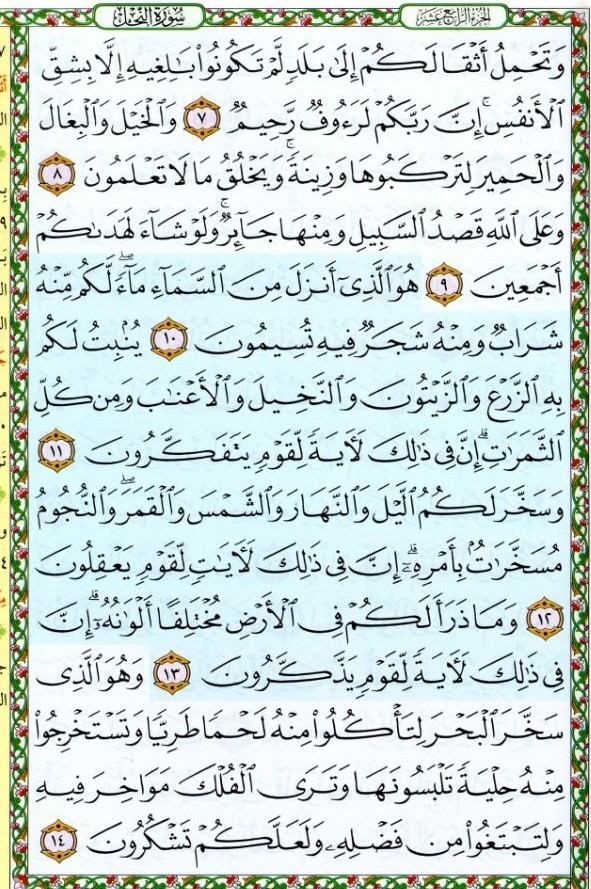 سورة النحل
الجزء الرابع عشر
وَتَحْمِلُ أَثْقَالَكُمْ إِلَىٰ بَلَدٍ لَّمْ تَكُونُوا۟ بَـٰلِغِيهِ إِلَّا بِشِقِّ
ٱلْأَنفُسِ ۚ إِنَّ رَبَّكُمْ لَرَءُوفٌ رَّحِيمٌ ٧ وَٱلْخَيْلَ وَٱلْبِغَالَ
وَٱلْحَمِيرَ لِتَرْكَبُوهَا وَزِينَةً ۚ وَيَخْلُقُ مَا لَا تَعْلَمُونَ ٨
وَعَلَى ٱللَّهِ قَصْدُ ٱلسَّبِيلِ وَمِنْهَا جَآئِرٌ ۚ وَلَوْ شَآءَ لَهَدَىٰكُمْ
أَجْمَعِينَ ٩ هُوَ ٱلَّذِىٓ أَنزَلَ مِنَ ٱلسَّمَآءِ مَآءً ۖ لَّكُم مِّنْهُ
شَرَابٌ وَمِنْهُ شَجَرٌ فِيهِ تُسِيمُونَ ١٠ يُنۢبِتُ لَكُم
بِهِ ٱلزَّرْعَ وَٱلزَّيْتُونَ وَٱلنَّخِيلَ وَٱلْأَعْنَـٰبَ وَمِن كُلِّ
ٱلثَّمَرَٰتِ ۗ إِنَّ فِى ذَٰلِكَ لَـَٔايَةً لِّقَوْمٍ يَتَفَكَّرُونَ ١١
وَسَخَّرَ لَكُمُ ٱلَّيْلَ وَٱلنَّهَارَ وَٱلشَّمْسَ وَٱلْقَمَرَ ۖ وَٱلنُّجُومُ
مُسَخَّرَٰتٌۢ بِأَمْرِهِۦٓ ۗ إِنَّ فِى ذَٰلِكَ لَـَٔايَـٰتٍ لِّقَوْمٍ يَعْقِلُونَ
١٢ وَمَا ذَرَأَ لَكُمْ فِى ٱلْأَرْضِ مُخْتَلِفًا أَلْوَٰنُهُۥٓ ۗ إِنَّ
فِى ذَٰلِكَ لَـَٔايَةً لِّقَوْمٍ يَذَّكَّرُونَ ١٣ وَهُوَ ٱلَّذِى
سَخَّرَ ٱلْبَحْرَ لِتَأْكُلُوا۟ مِنْهُ لَحْمًا طَرِيًّا وَتَسْتَخْرِجُوا۟
مِنْهُ حِلْيَةً تَلْبَسُونَهَا وَتَرَى ٱلْفُلْكَ مَوَاخِرَ فِيهِ
وَلِتَبْتَغُوا۟ مِن فَضْلِهِۦ وَلَعَلَّكُمْ تَشْكُرُونَ ١٤